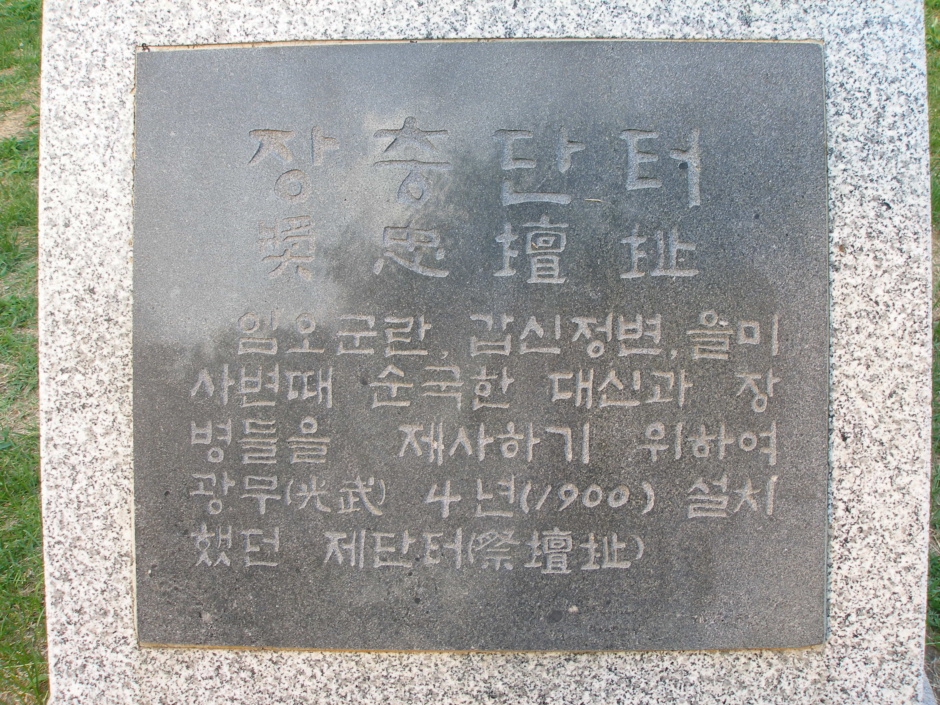 장충단터
奬忠壇址
임오군란, 갑신정변, 을미
사변때 순국한 대신과 장
병들을 재사하기 위하여
광무(光武) 4년(1900) 설치
했던 제단터(祭壇址)